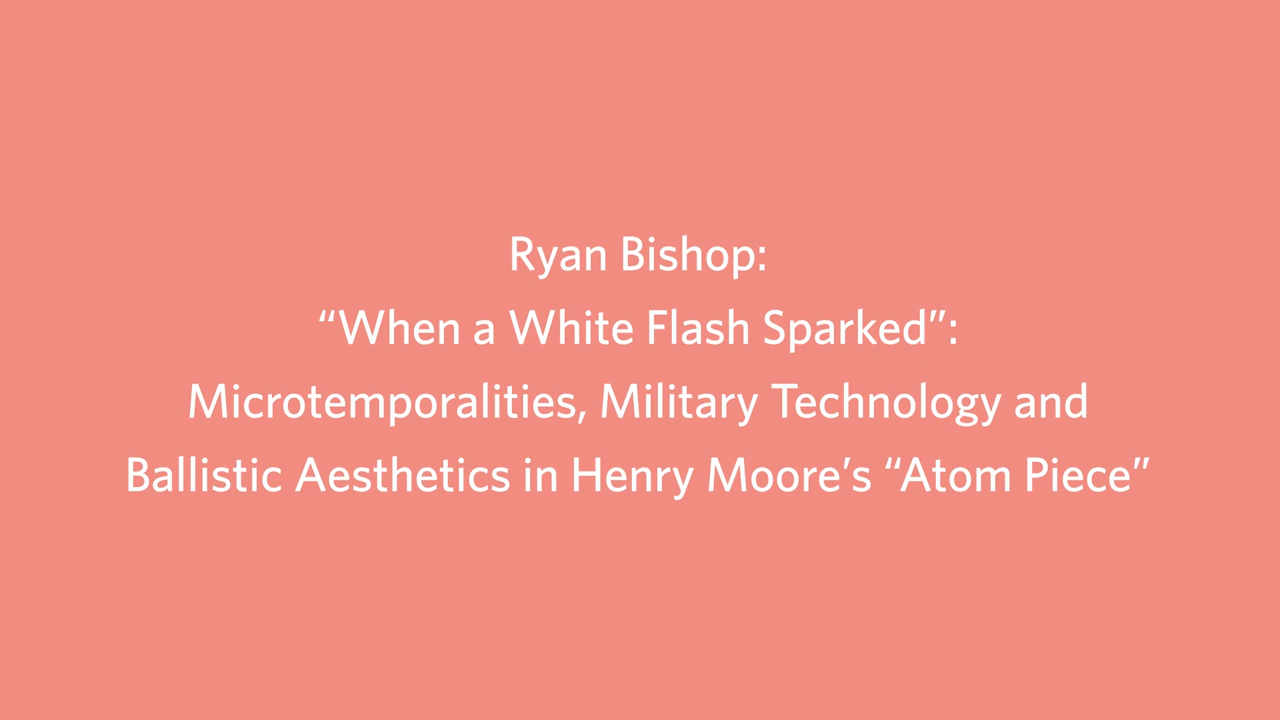 Ryan Bishop:
“When a White Flash Sparked”:
Microtemporalities, Military Technology and
Ballistic Aesthetics in Henry Moore’s “Atom Piece”